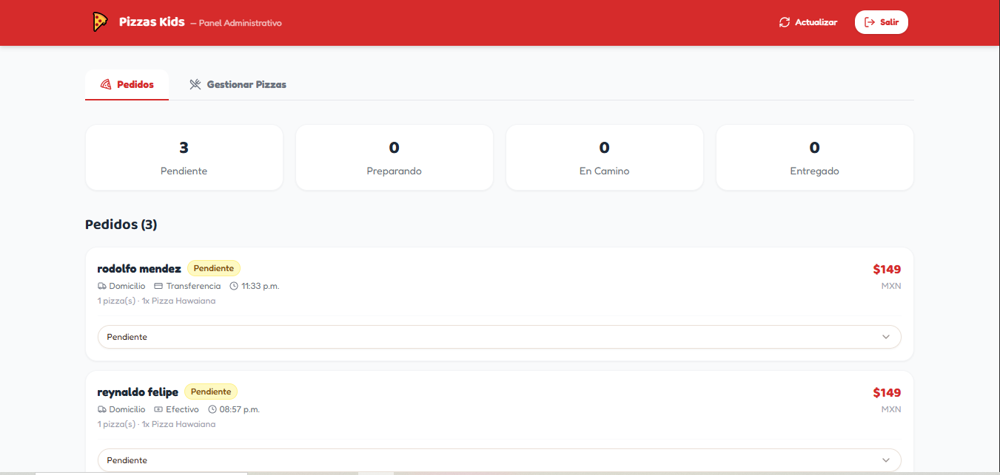 Pizzas Kids — Panel Administrativo
Actualizar
Salir
Pedidos
Gestionar Pizzas
3
Pendiente
0
Preparando
0
En Camino
0
Entregado
Pedidos (3)
rodolfo mendez
Pendiente
$149
Domicilio
Transferencia
11:33 p.m.
MXN
1 pizza(s) · 1x Pizza Hawaiana
Pendiente
reynaldo felipe
Pendiente
$149
Domicilio
Efectivo
08:57 p.m.
MXN
1 pizza(s) · 1x Pizza Hawaiana
Pendiente